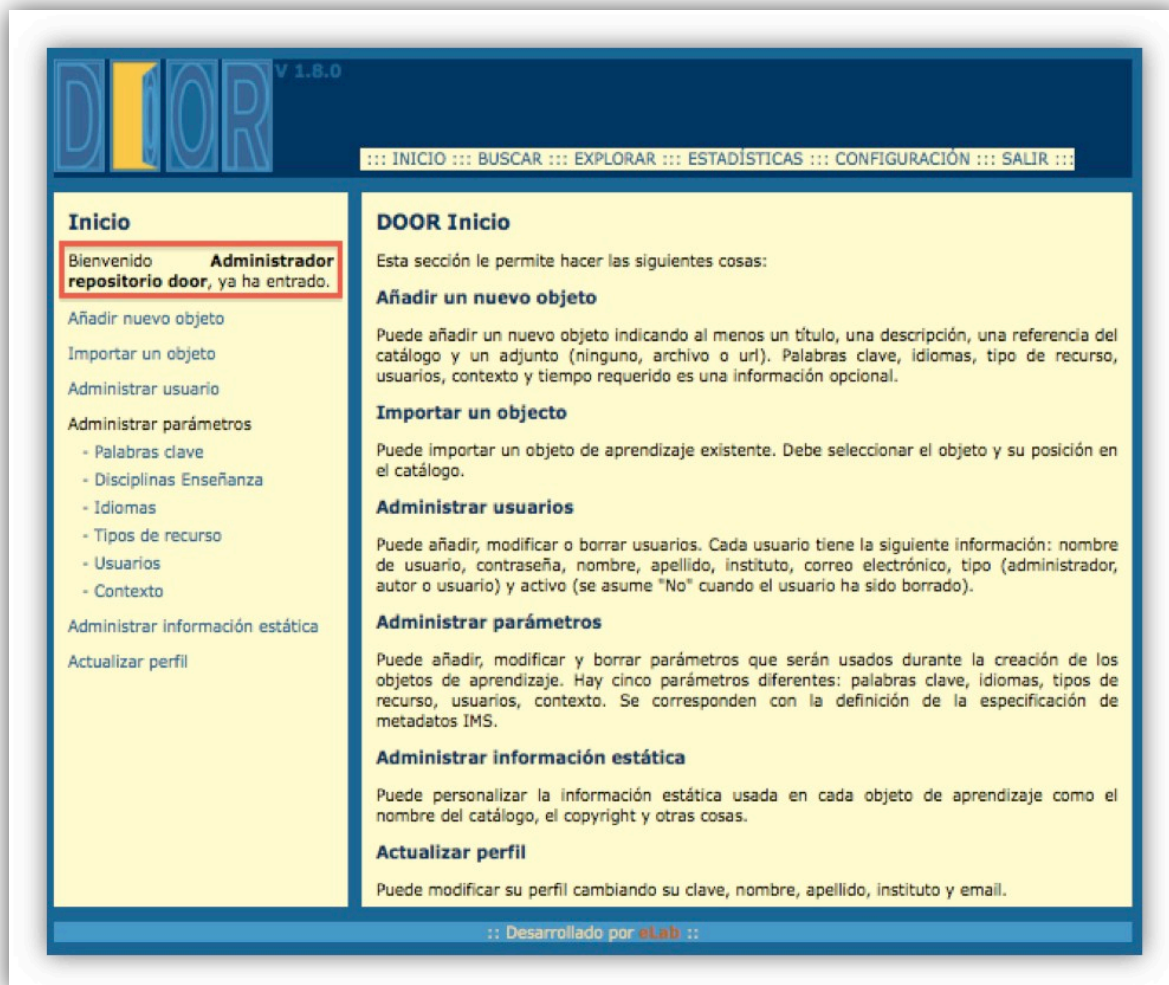 DOOR V 1.8.0
::: INICIO ::: BUSCAR ::: EXPLORAR ::: ESTADÍSTICAS ::: CONFIGURACIÓN ::: SALIR :::
Inicio
Bienvenido Administrador
repositorio door, ya ha entrado.
Añadir nuevo objeto
Importar un objeto
Administrar usuario
Administrar parámetros
- Palabras clave
- Disciplinas Enseñanza
- Idiomas
- Tipos de recurso
- Usuarios
- Contexto
Administrar información estática
Actualizar perfil
DOOR Inicio
Esta sección le permite hacer las siguientes cosas:
Añadir un nuevo objeto
Puede añadir un nuevo objeto indicando al menos un título, una descripción, una referencia del
catálogo y un adjunto (ninguno, archivo o url). Palabras clave, idiomas, tipo de recurso,
usuarios, contexto y tiempo requerido es una información opcional.
Importar un objecto
Puede importar un objeto de aprendizaje existente. Debe seleccionar el objeto y su posición en
el catálogo.
Administrar usuarios
Puede añadir, modificar o borrar usuarios. Cada usuario tiene la siguiente información: nombre
de usuario, contraseña, nombre, apellido, instituto, correo electrónico, tipo (administrador,
autor o usuario) y activo (se asume "No" cuando el usuario ha sido borrado).
Administrar parámetros
Puede añadir, modificar y borrar parámetros que serán usados durante la creación de los
objetos de aprendizaje. Hay cinco parámetros diferentes: palabras clave, idiomas, tipos de
recurso, usuarios, contexto. Se corresponden con la definición de la especificación de
metadatos IMS.
Administrar información estática
Puede personalizar la información estática usada en cada objeto de aprendizaje como el
nombre del catálogo, el copyright y otras cosas.
Actualizar perfil
Puede modificar su perfil cambiando su clave, nombre, apellido, instituto y email.
:: Desarrollado por eLab ::